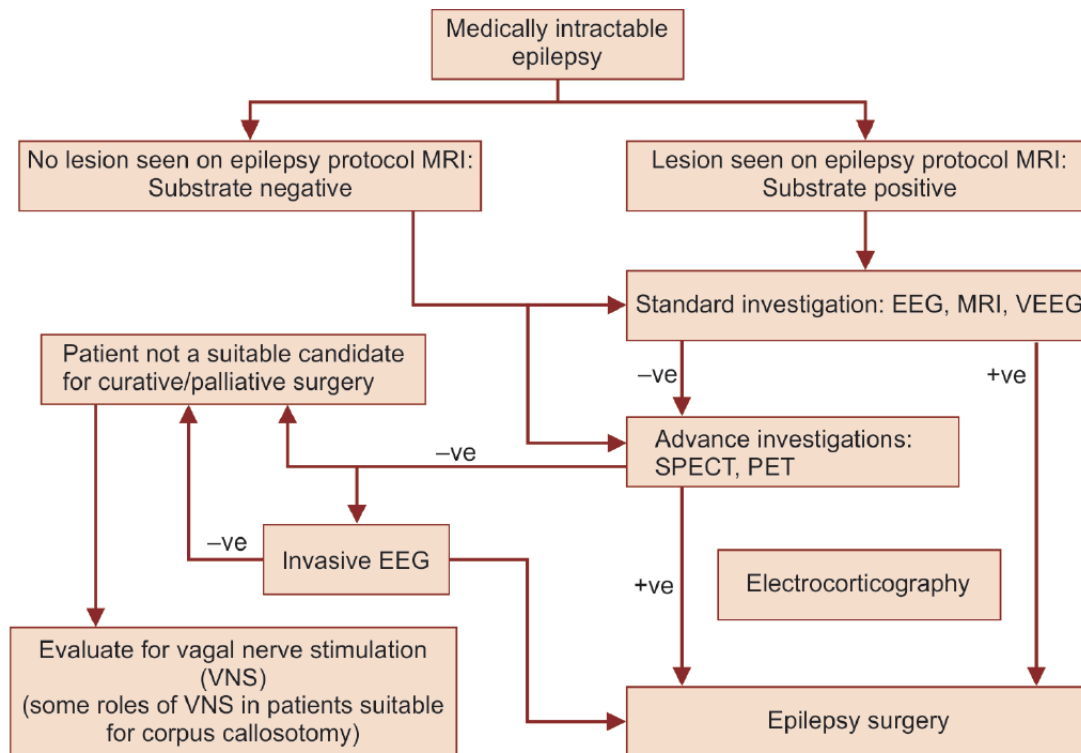 Medically intractable
epilepsy
No lesion seen on epilepsy protocol MRI:
Substrate negative
Lesion seen on epilepsy protocol MRI:
Substrate positive
Standard investigation: EEG, MRI, VEEG
Patient not a suitable candidate
for curative/palliative surgery
–ve
+ve
Advance investigations:
SPECT, PET
–ve
–ve
Invasive EEG
+ve
Electrocorticography
Evaluate for vagal nerve stimulation
(VNS)
(some roles of VNS in patients suitable
for corpus callosotomy)
Epilepsy surgery